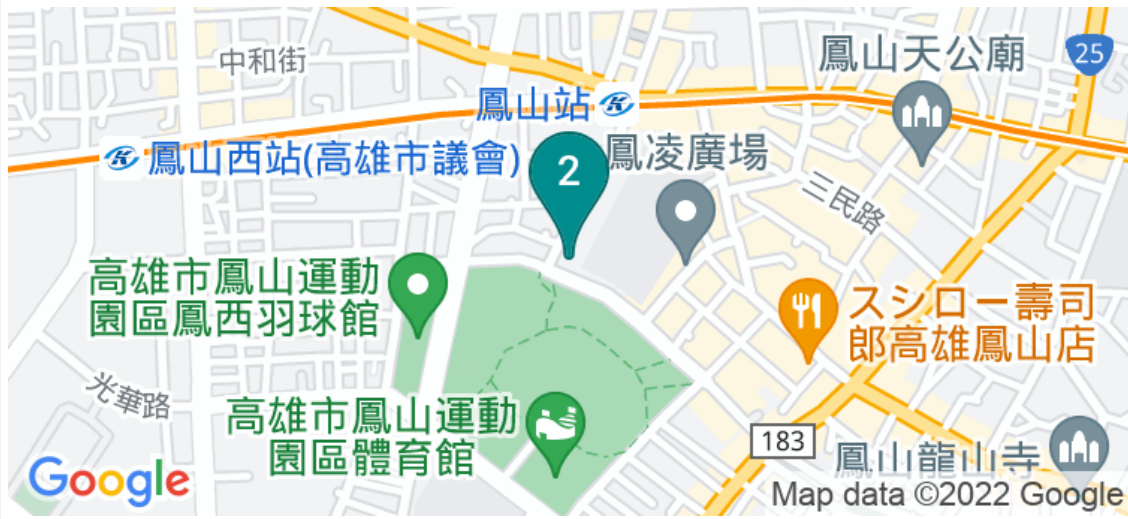 中和街
鳳山天公廟
25
鳳山站
鳳山西站(高雄市議會)
2
鳳凌廣場
三民路
高雄市鳳山運動
園區鳳西羽球館
スシロー壽司
郎高雄鳳山店
光華路
高雄市鳳山運動
園區體育館
183
鳳山龍山寺
Google
Map data ©2022 Google